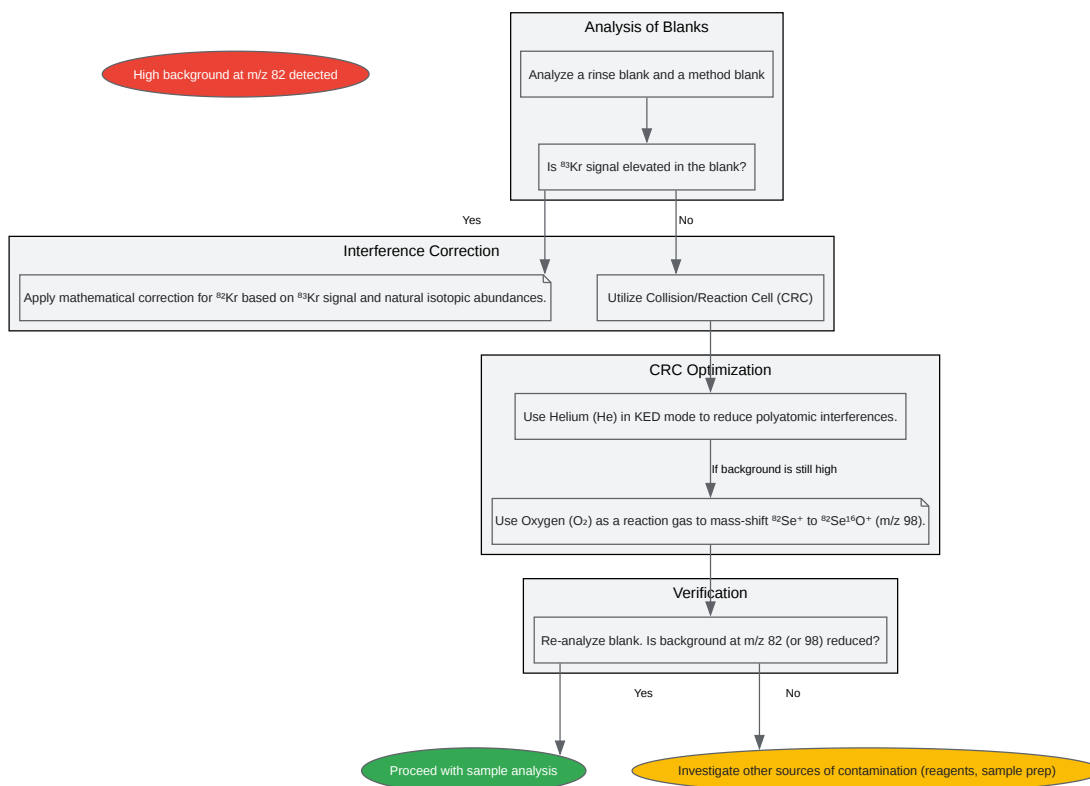 Analysis of Blanks
High background at m/z 82 detected
Analyze a rinse blank and a method blank
Is ⁸³Kr signal elevated in the blank?
Yes
No
Interference Correction
Apply mathematical correction for ⁸²Kr based on ⁸³Kr signal and natural isotopic abundances.
Utilize Collision/Reaction Cell (CRC)
CRC Optimization
Use Helium (He) in KED mode to reduce polyatomic interferences.
If background is still high
Use Oxygen (O₂) as a reaction gas to mass-shift ⁸²Se⁺ to ⁸²Se¹⁶O⁺ (m/z 98).
Verification
Re-analyze blank. Is background at m/z 82 (or 98) reduced?
Yes
No
Proceed with sample analysis
Investigate other sources of contamination (reagents, sample prep)